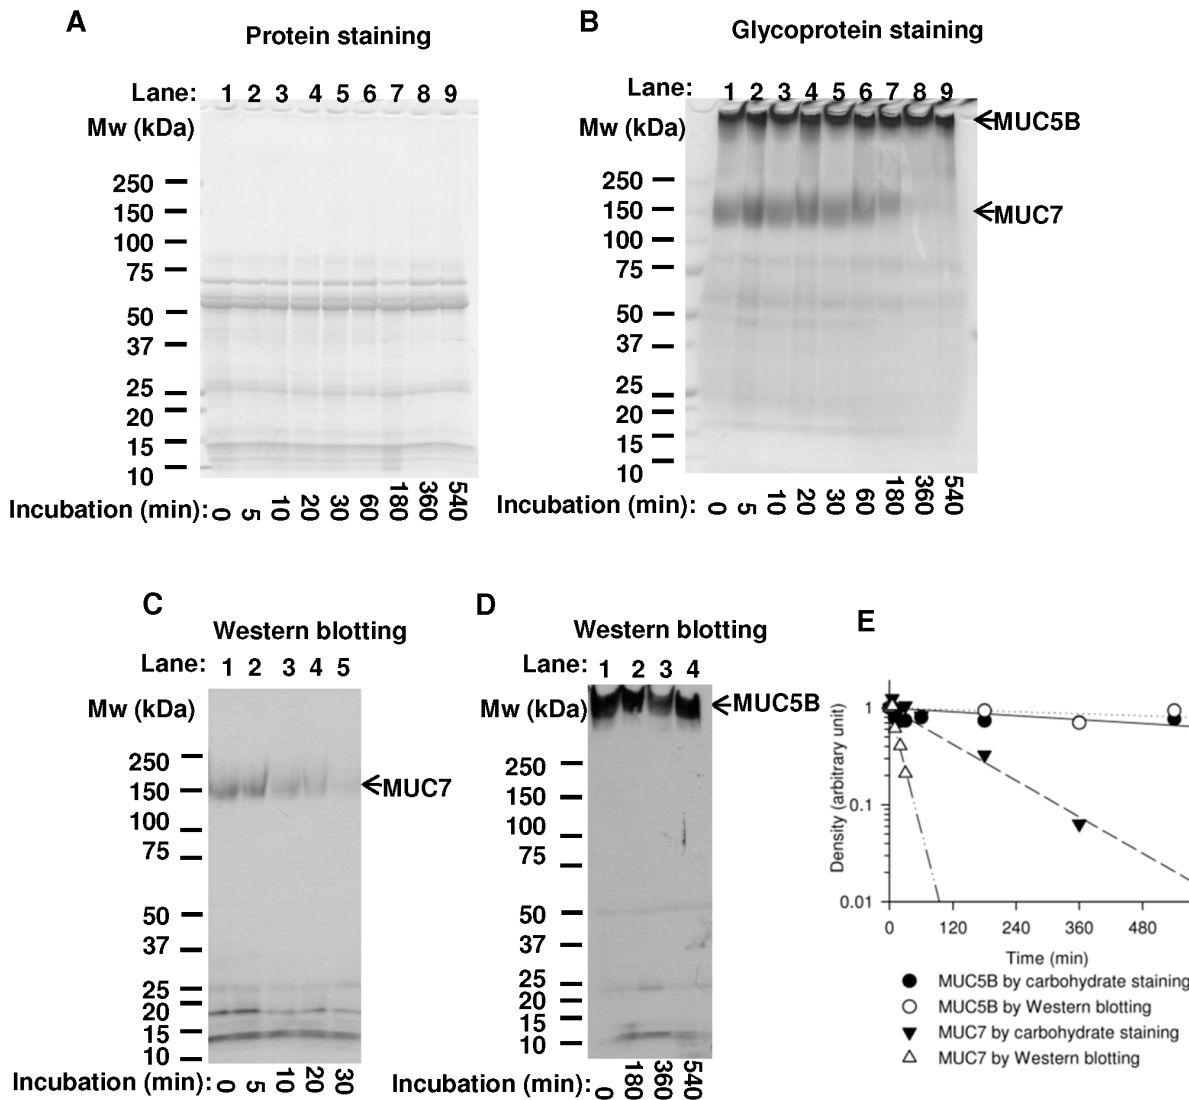 A
Protein staining
Lane: 1 2 3 4 5 6 7 8 9
Mw (kDa)
250
150
100
75
50
37
25
20
15
10
Incubation (min): 0 5 10 20 30 60 180 360 540
B
Glycoprotein staining
Lane: 1 2 3 4 5 6 7 8 9
Mw (kDa)
MUC5B
250
150
MUC7
100
75
50
37
25
20
15
10
Incubation (min): 0 5 10 20 30 60 180 360 540
C
Western blotting
Lane: 1 2 3 4 5
Mw (kDa)
250
150
MUC7
100
75
50
37
25
20
15
10
Incubation (min): 0 5 10 20 30
D
Western blotting
Lane: 1 2 3 4
Mw (kDa)
MUC5B
250
150
100
75
50
37
25
20
15
10
Incubation (min): 0 180 360 540
E
Density (arbitrary unit)
1
0.1
0.01
0 120 240 360 480
Time (min)
MUC5B by carbohydrate staining
MUC5B by Western blotting
MUC7 by carbohydrate staining
MUC7 by Western blotting